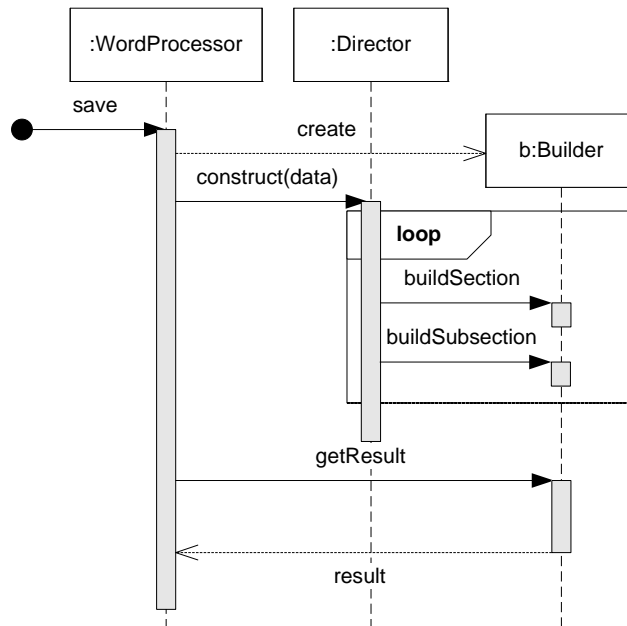 :WordProcessor
:Director
save
create
b:Builder
construct(data)
loop
buildSection
buildSubsection
getResult
result